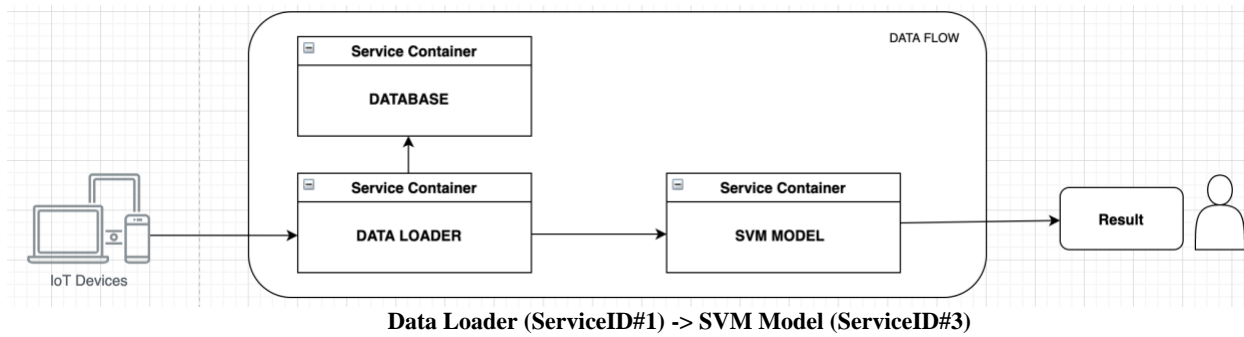 DATA FLOW
Service Container
DATABASE
Service Container
DATA LOADER
Service Container
SVM MODEL
Result
IoT Devices
Data Loader (ServiceID#1) -> SVM Model (ServiceID#3)